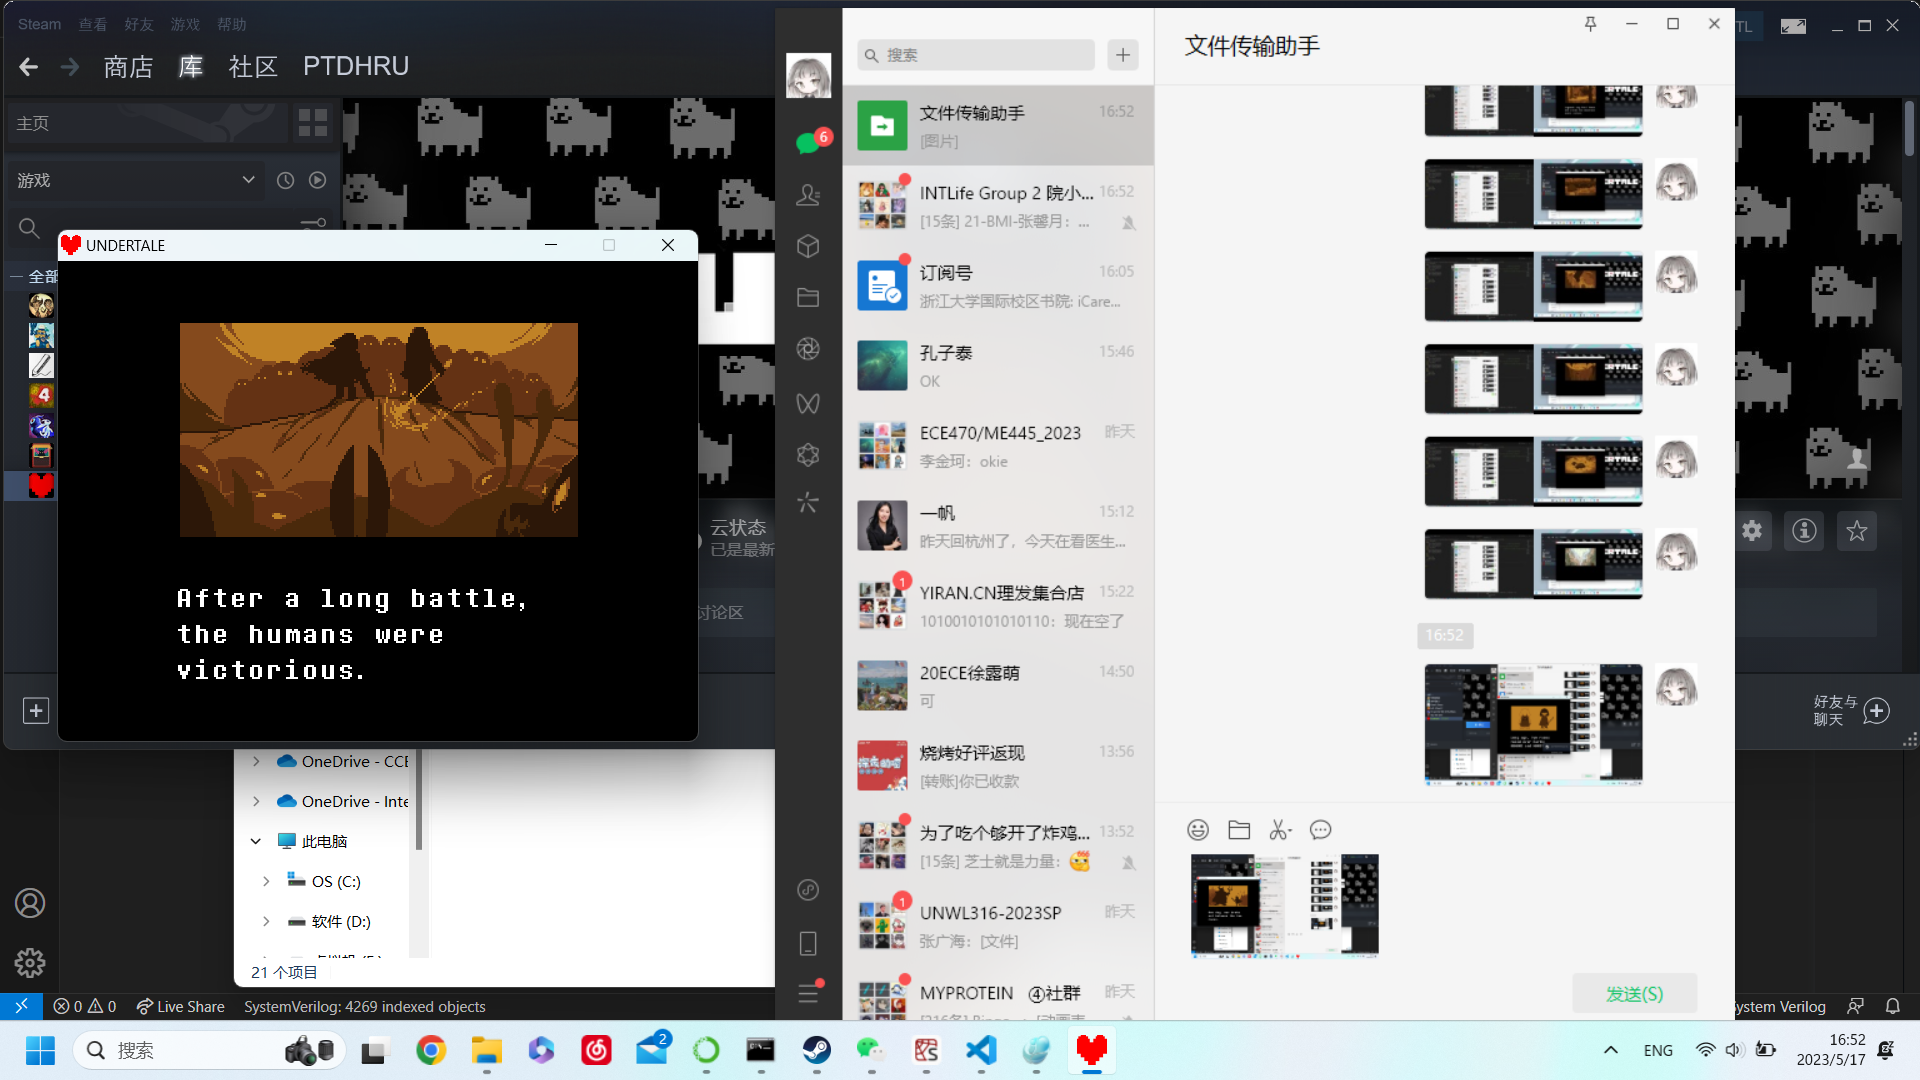 Steam 查看 好友 游戏 帮助
商店 库 社区 PTDHRU
主页
游戏
全部
UNDERTALE
After a long battle,
the humans were
victorious.
云状态
已是最新
讨论区
TL
好友与
聊天
OneDrive - CCE
OneDrive - Inte
此电脑
OS (C:)
软件 (D:)
21 个项目
6
搜索
文件传输助手 16:52
[图片]
INTLife Group 2 院小... 16:52
[15条] 21-BMI-张馨月: ...
订阅号 16:05
浙江大学国际校区书院: iCare...
孔子泰 15:46
OK
ECE470/ME445_2023 昨天
李金珂: okie
一帆 15:12
昨天回杭州了，今天在看医生...
1
YIRAN.CN理发集合店 15:22
1010010101010110: 现在空了
20ECE徐露萌 14:50
可
烧烤好评返现 13:56
[转账]你已收款
为了吃个够开了炸鸡... 13:52
[15条] 芝士就是力量:
1
UNWL316-2023SP 昨天
张广海: [文件]
MYPROTEIN ④社群 昨天
文件传输助手
16:52
发送(S)
0 0 Live Share SystemVerilog: 4269 indexed objects
ystem Verilog
搜索
2
ENG
16:52
2023/5/17